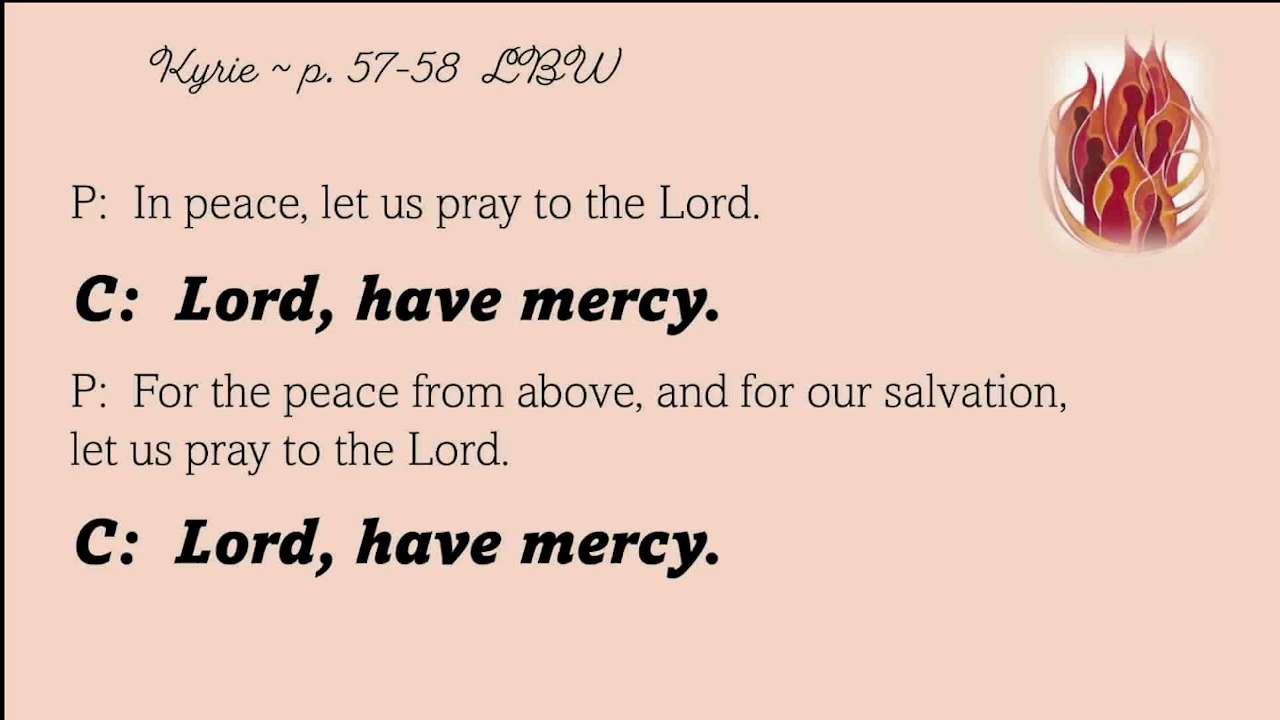 Kyrie ~ p. 57-58 LBW
P: In peace, let us pray to the Lord.
C: Lord, have mercy.
P: For the peace from above, and for our salvation,
let us pray to the Lord.
C: Lord, have mercy.